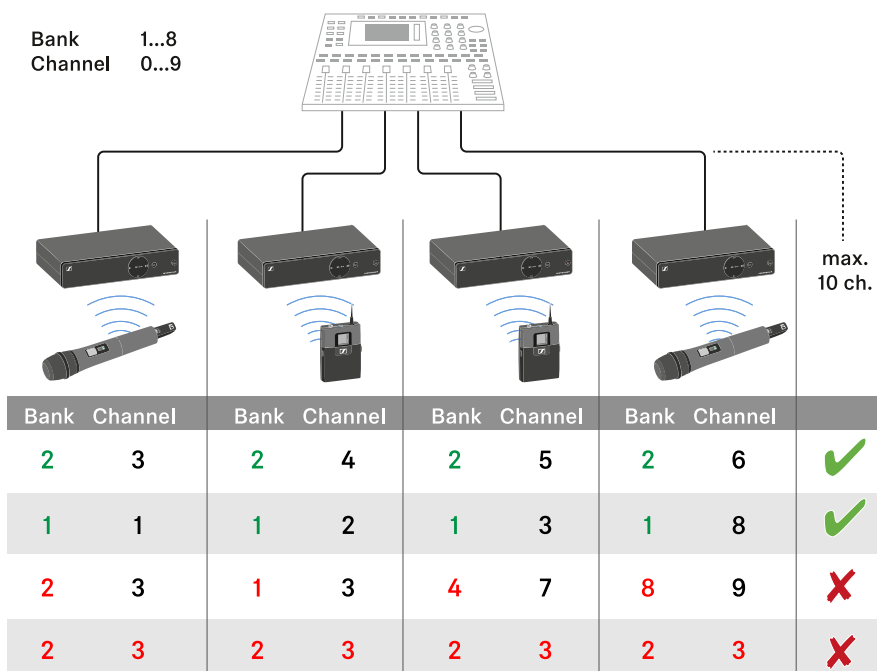 Bank 1...8
Channel 0...9
max.
10 ch.
Bank Channel Bank Channel Bank Channel Bank Channel
2 3 2 4 2 5 2 6
1 1 1 2 1 3 1 8
2 3 1 3 4 7 8 9
2 3 2 3 2 3 2 3